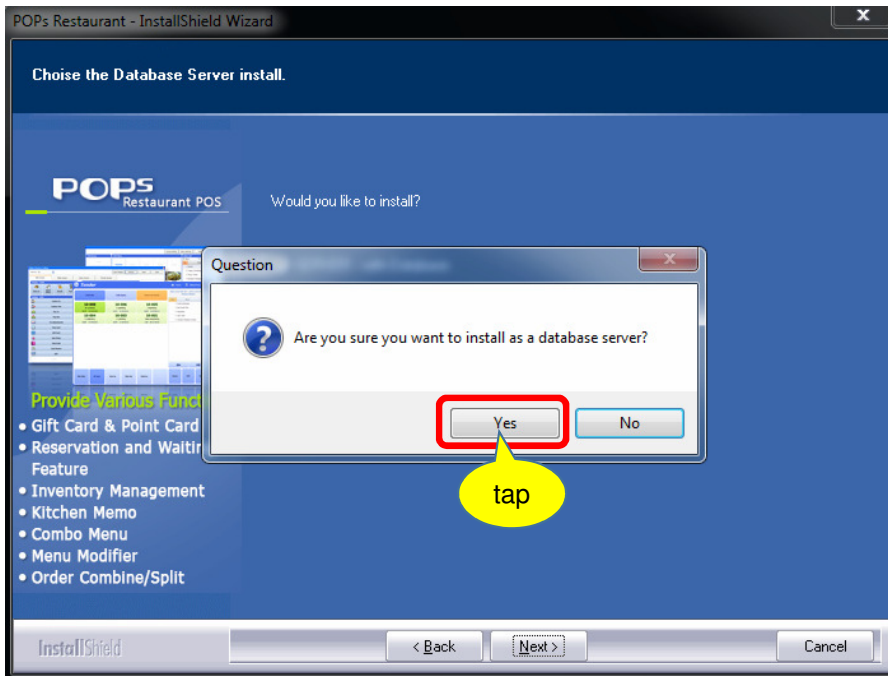 POPs Restaurant - InstallShield Wizard
x
Choise the Database Server install.
POPs
Restaurant POS
Would you like to install?
Question
x
Are you sure you want to install as a database server?
Yes
No
tap
Provide Various Funct
• Gift Card & Point Card
• Reservation and Waitin
Feature
• Inventory Management
• Kitchen Memo
• Combo Menu
• Menu Modifier
• Order Combine/Split
InstallShield
< Back
Next >
Cancel